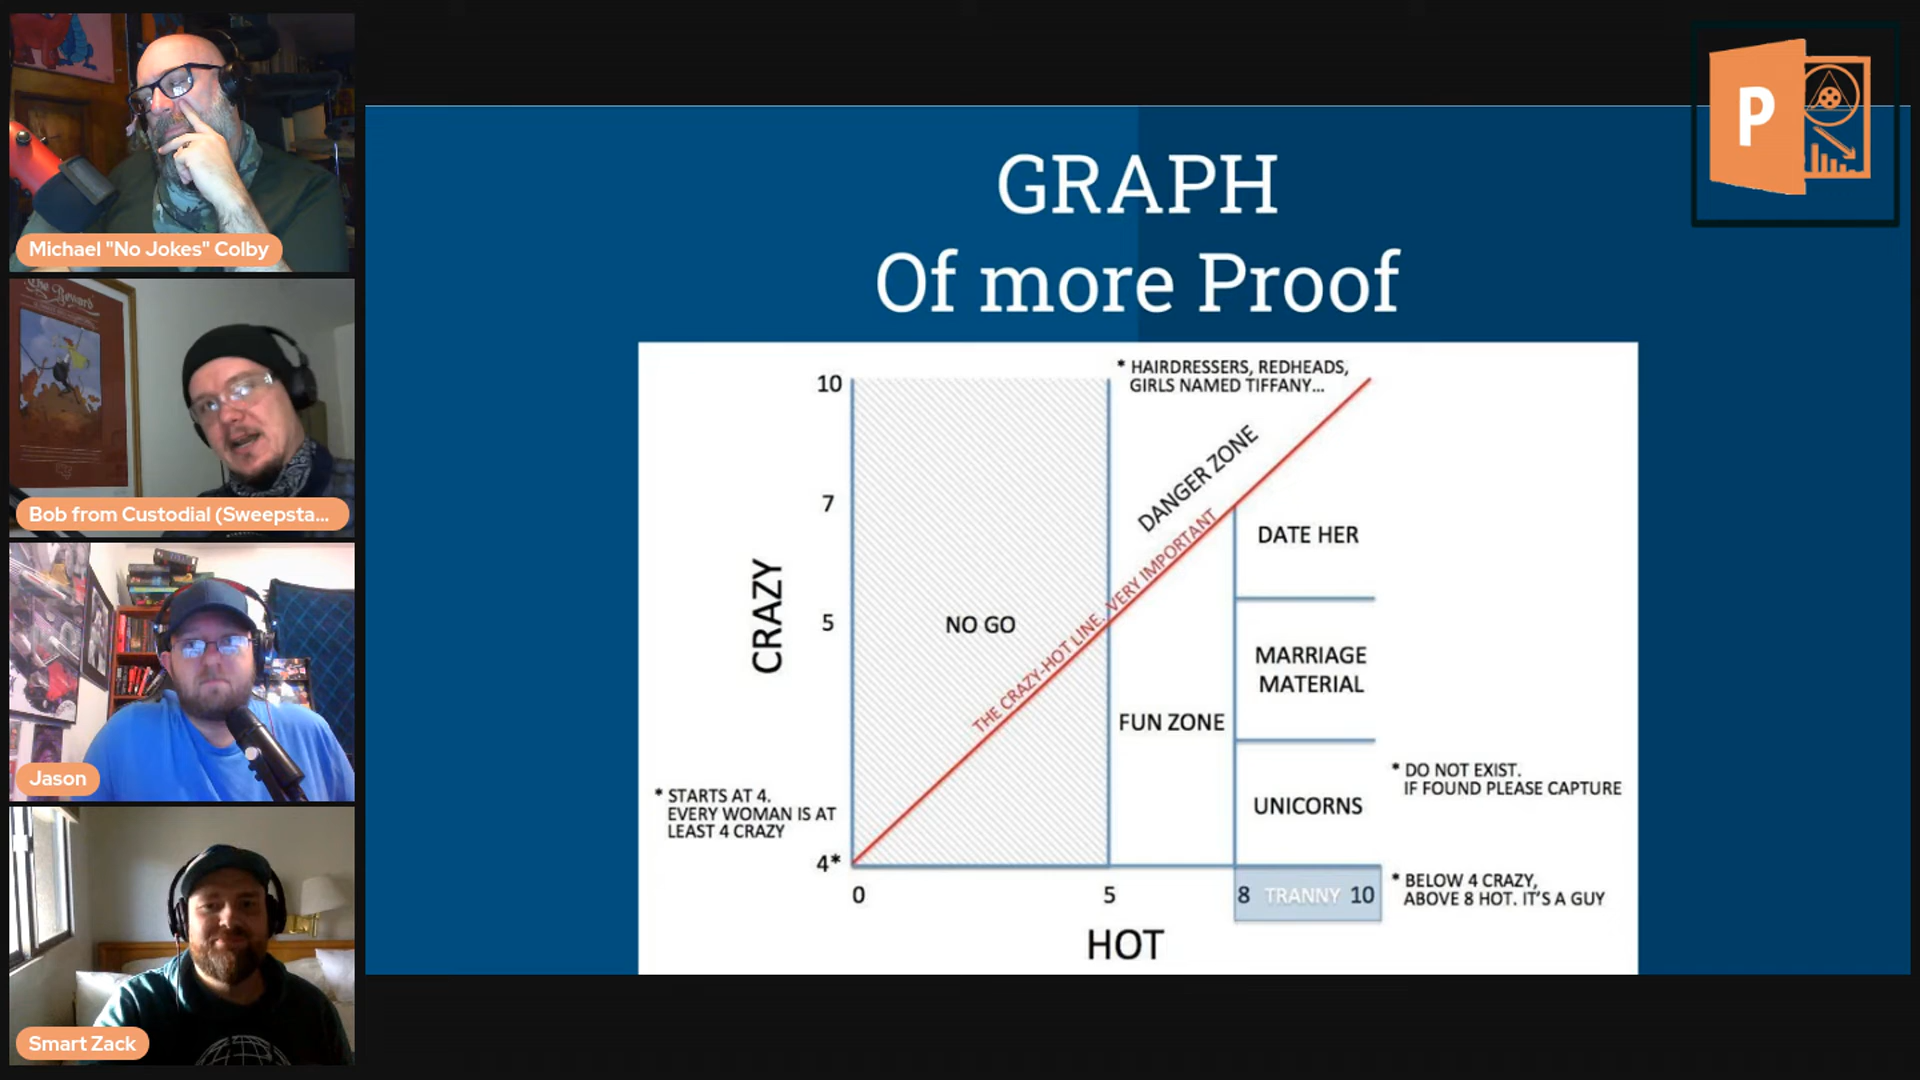 The Reward
Michael "No Jokes" Colby
Bob from Custodial (Sweepsta...
Jason
Smart Zack
P
GRAPH
Of more Proof
* HAIRDRESSERS, REDHEADS,
GIRLS NAMED TIFFANY...
10
7
5
4*
CRAZY
* STARTS AT 4.
EVERY WOMAN IS AT
LEAST 4 CRAZY
NO GO
THE CRAZY-HOT LINE. VERY IMPORTANT
DANGER ZONE
FUN ZONE
DATE HER
MARRIAGE
MATERIAL
UNICORNS
* DO NOT EXIST.
IF FOUND PLEASE CAPTURE
0
5
8 TRANNY 10
* BELOW 4 CRAZY,
ABOVE 8 HOT. IT'S A GUY
HOT